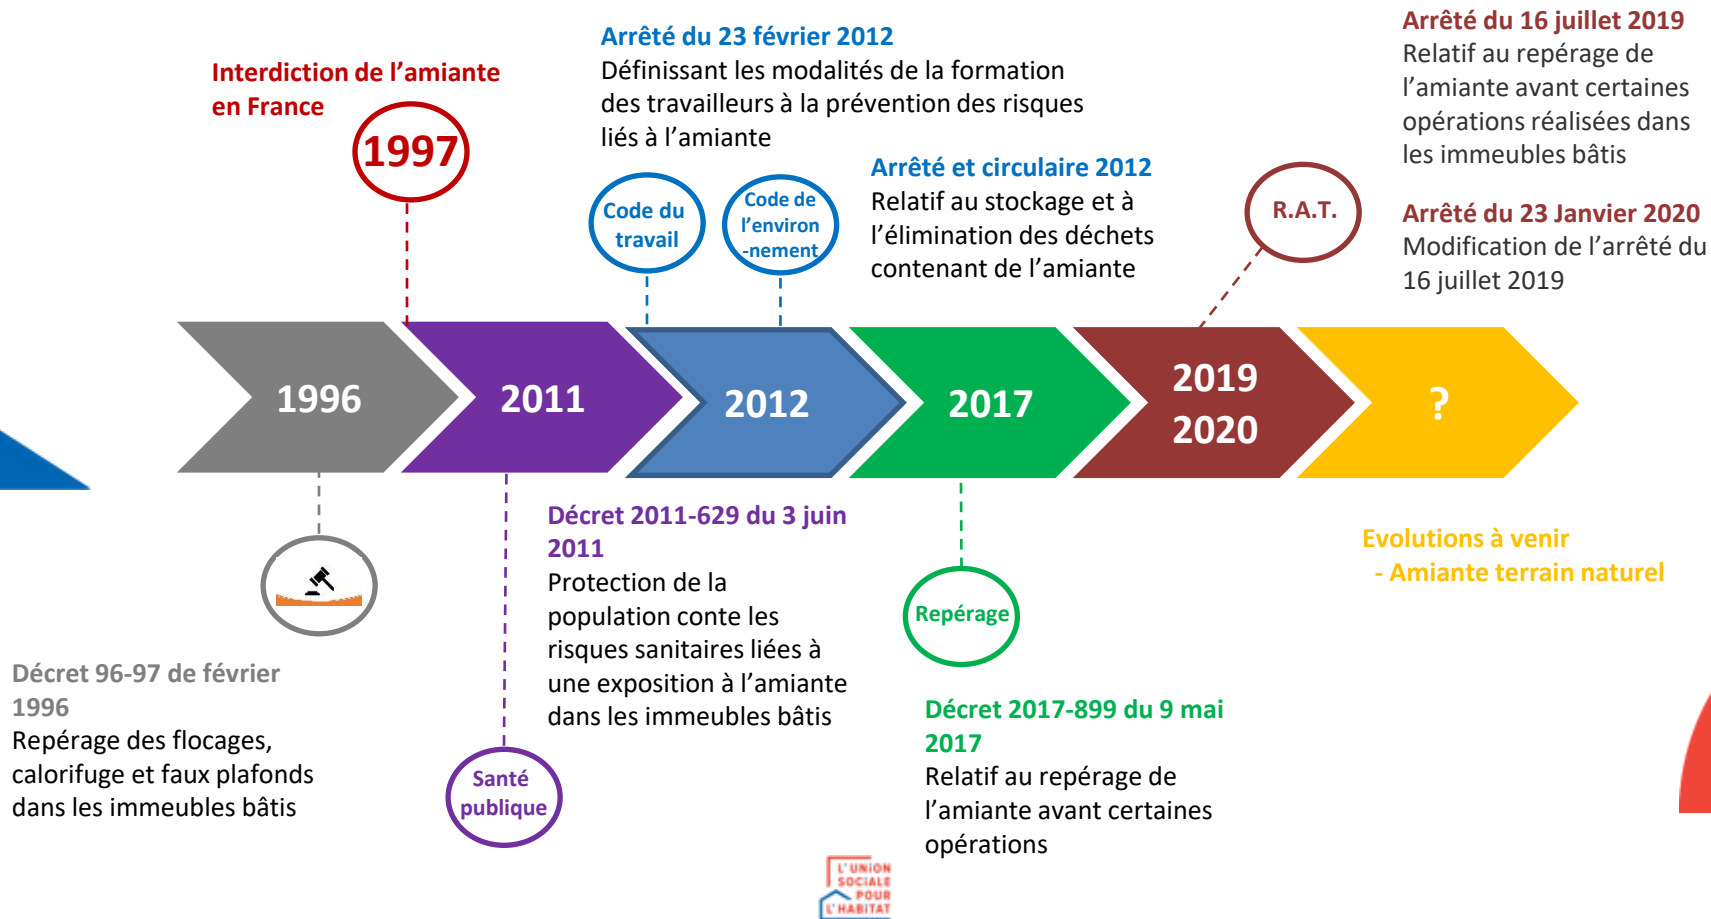 Interdiction de l’amiante
en France
1997
Arrêté du 23 février 2012
Définissant les modalités de la formation
des travailleurs à la prévention des risques
liés à l’amiante
Code du
travail
Code de
l’environ
-nement
Arrêté et circulaire 2012
Relatif au stockage et à
l’élimination des déchets
contenant de l’amiante
R.A.T.
Arrêté du 16 juillet 2019
Relatif au repérage de
l’amiante avant certaines
opérations réalisées dans
les immeubles bâtis
Arrêté du 23 Janvier 2020
Modification de l’arrêté du
16 juillet 2019
1996
2011
2012
2017
2019
2020
?
Décret 96-97 de février
1996
Repérage des flocages,
calorifuge et faux plafonds
dans les immeubles bâtis
Santé
publique
Décret 2011-629 du 3 juin
2011
Protection de la
population conte les
risques sanitaires liées à
une exposition à l’amiante
dans les immeubles bâtis
Repérage
Décret 2017-899 du 9 mai
2017
Relatif au repérage de
l’amiante avant certaines
opérations
Evolutions à venir
- Amiante terrain naturel
L'UNION
SOCIALE
POUR
L'HABITAT